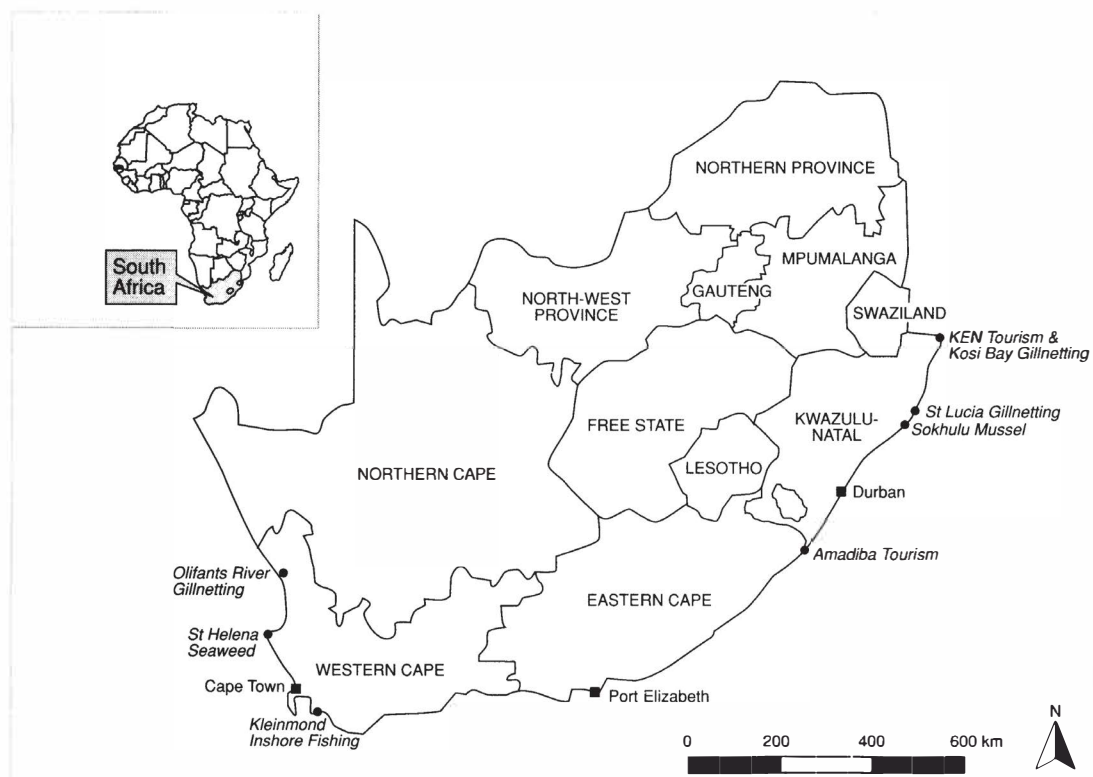 South
Africa
NORTHERN PROVINCE
MPUMALANGA
GAUTENG
NORTH-WEST
PROVINCE
SWAZILAND
KEN Tourism &
Kosi Bay Gillnetting
FREE STATE
KWAZULU-
NATAL
St Lucia Gillnetting
Sokhulu Mussel
LESOTHO
NORTHERN CAPE
Durban
Amadiba Tourism
Olifants River
Gillnetting
EASTERN CAPE
St Helena
Seaweed
WESTERN CAPE
Cape Town
Port Elizabeth
Kleinmond
Inshore Fishing
N
0 200 400 600 km